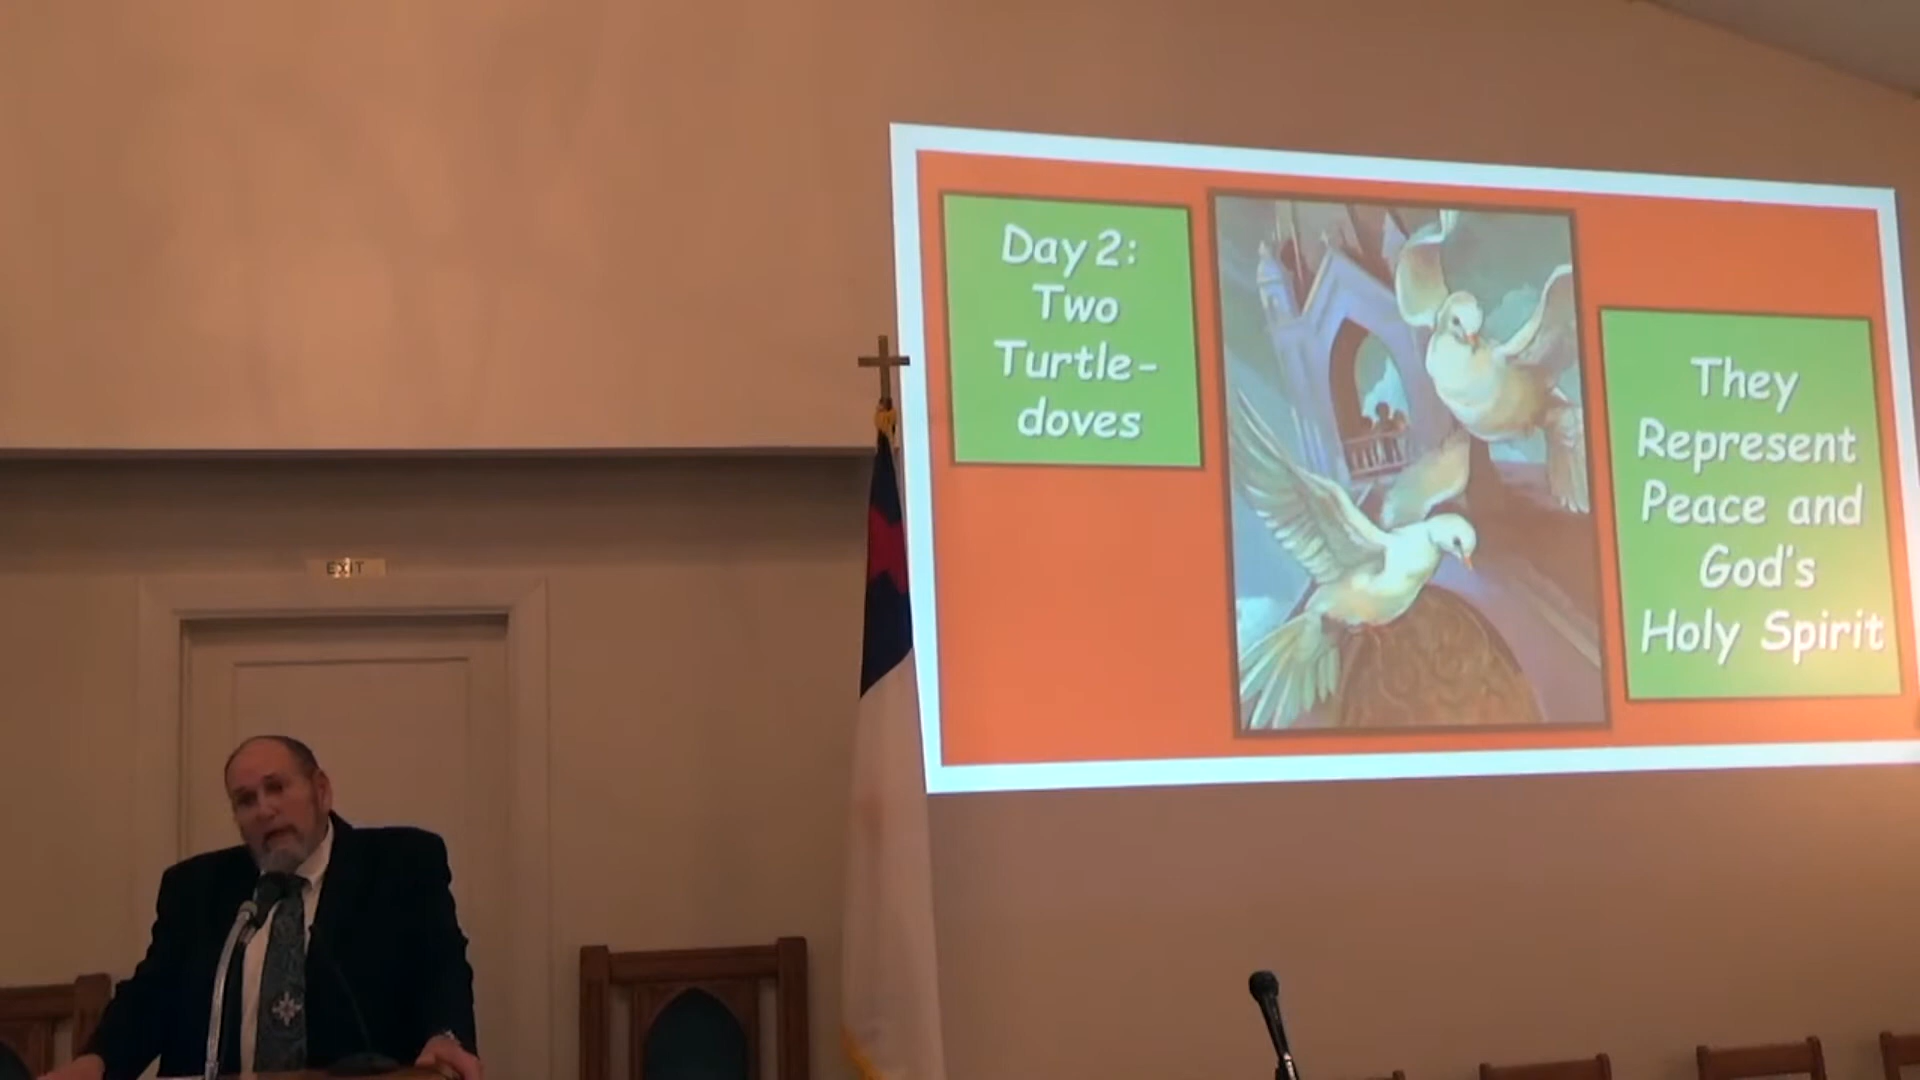 Day 2:
Two
Turtle-
doves
They
Represent
Peace and
God's
Holy Spirit
EXIT